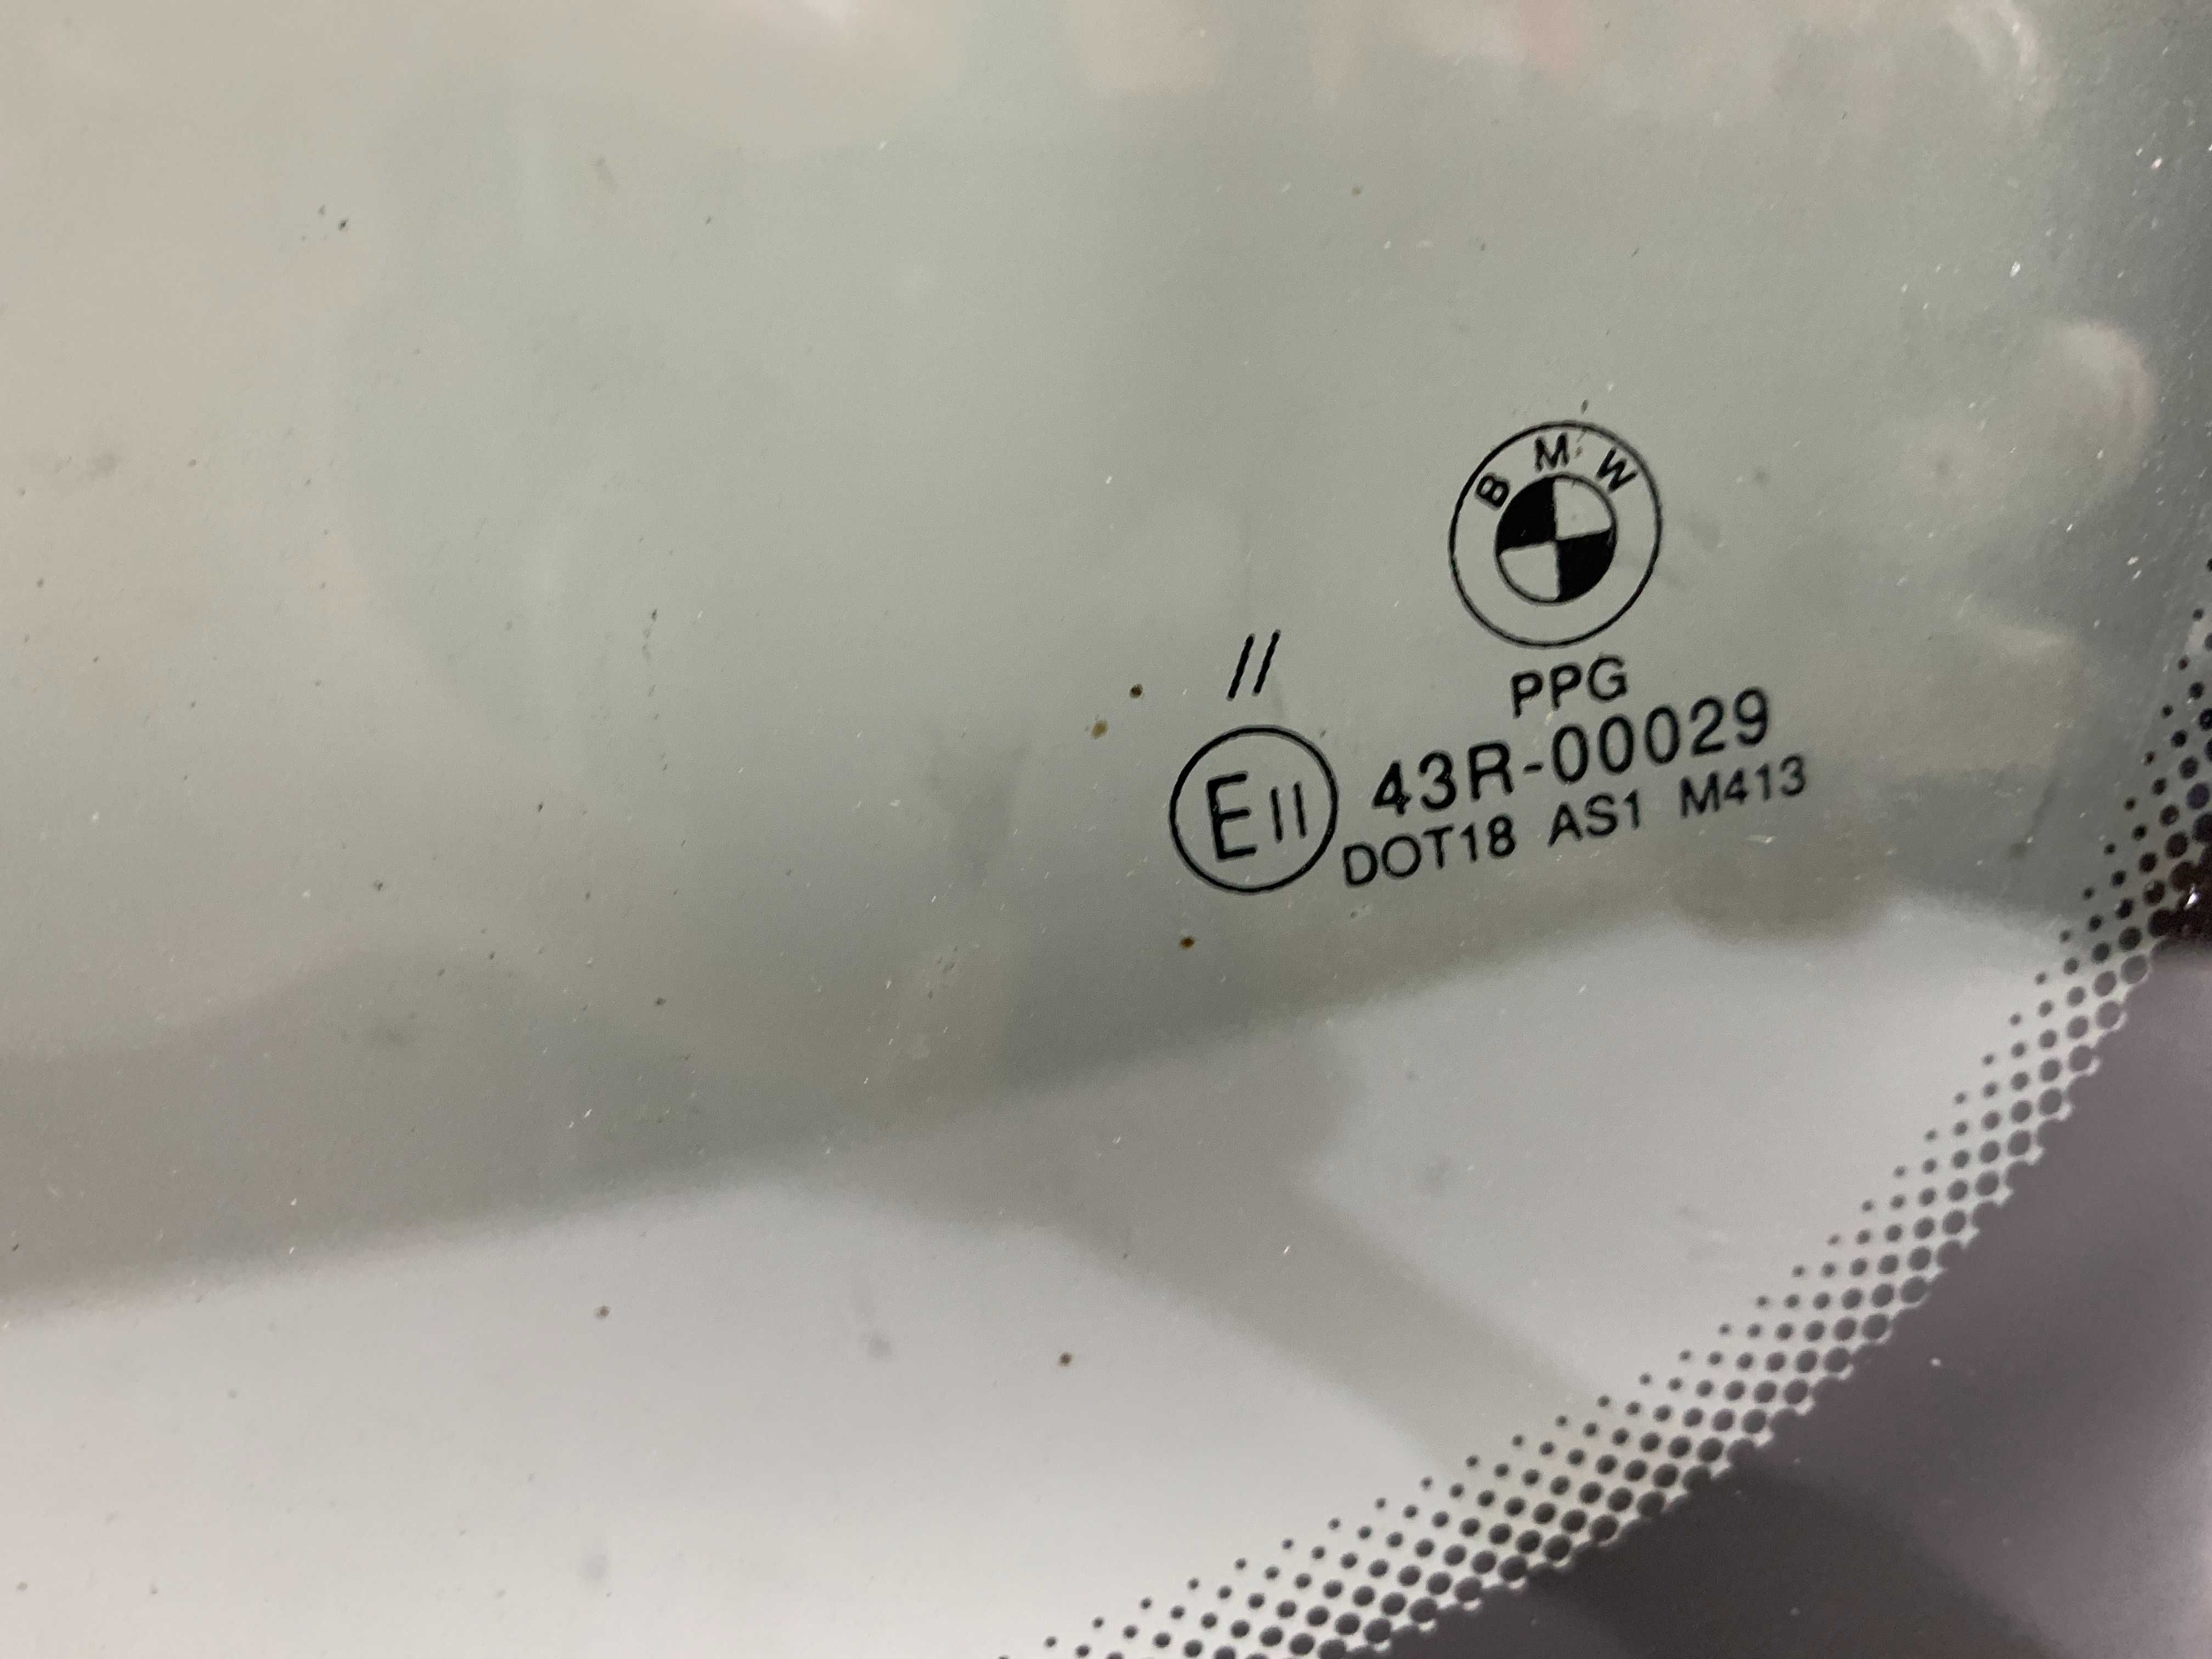 BMW
//
PPG
E11 43R-00029
DOT18 AS1 M413